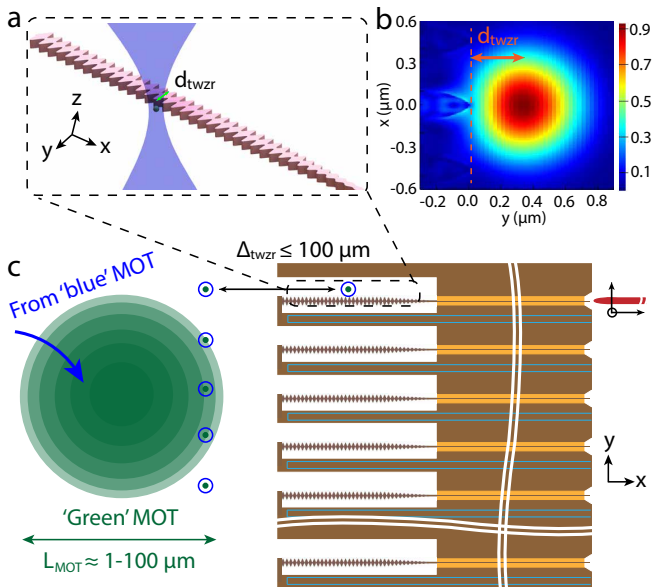 a
d_twzr
z
y
x
b
d_twzr
0.6
0.3
0.0
-0.3
-0.6
x (μm)
-0.2 0.0 0.2 0.4 0.6 0.8
y (μm)
0.9
0.7
0.5
0.3
0.1
c
Δ_twzr ≤ 100 μm
From 'blue' MOT
'Green' MOT
L_MOT ≈ 1-100 μm
y
x